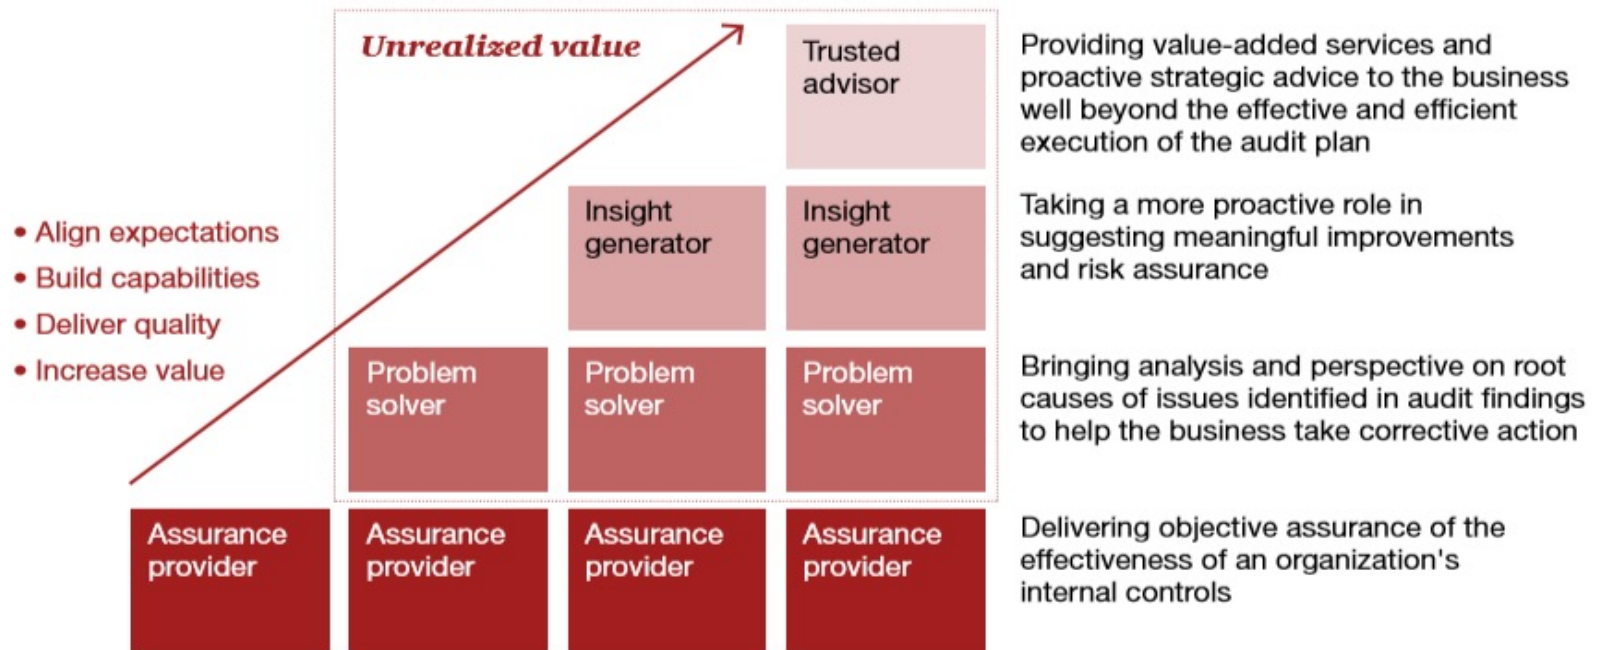 Unrealized value
Trusted
advisor
Providing value-added services and
proactive strategic advice to the business
well beyond the effective and efficient
execution of the audit plan
• Align expectations
• Build capabilities
• Deliver quality
• Increase value
Insight
generator
Insight
generator
Taking a more proactive role in
suggesting meaningful improvements
and risk assurance
Problem
solver
Problem
solver
Problem
solver
Bringing analysis and perspective on root
causes of issues identified in audit findings
to help the business take corrective action
Assurance
provider
Assurance
provider
Assurance
provider
Assurance
provider
Delivering objective assurance of the
effectiveness of an organization's
internal controls